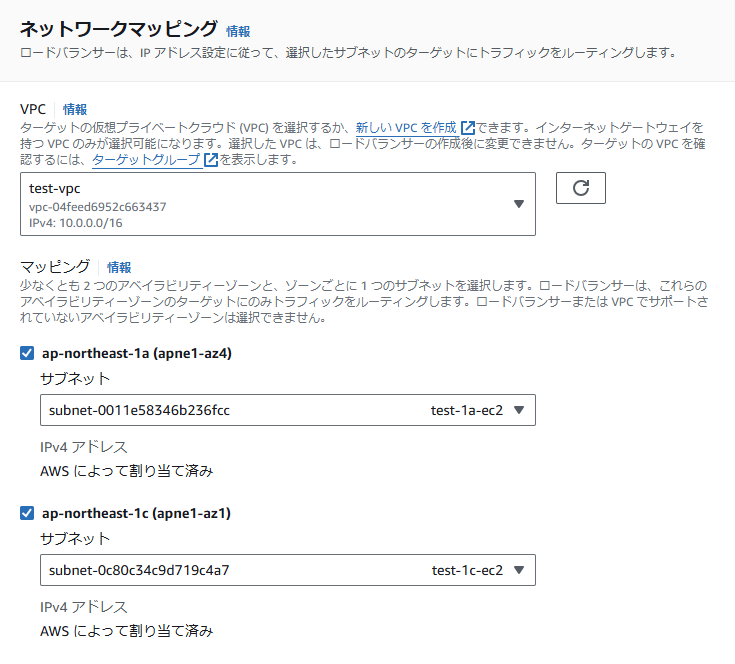 ネットワークマッピング 情報
ロードバランサーは、IP アドレス設定に従って、選択したサブネットのターゲットにトラフィックをルーティングします。
VPC 情報
ターゲットの仮想プライベートクラウド (VPC) を選択するか、新しい VPC を作成できます。インターネットゲートウェイを
持つ VPC のみが選択可能になります。選択した VPC は、ロードバランサーの作成後に変更できません。ターゲットの VPC を確
認するには、ターゲットグループを表示します。
test-vpc
vpc-04feed6952c663437
IPv4: 10.0.0.0/16
マッピング 情報
少なくとも 2 つのアベイラビリティーゾーンと、ゾーンごとに 1 つのサブネットを選択します。ロードバランサーは、これらの
アベイラビリティーゾーンのターゲットにのみトラフィックをルーティングします。ロードバランサーまたは VPC でサポートさ
れていないアベイラビリティーゾーンは選択できません。
ap-northeast-1a (apne1-az4)
サブネット
subnet-0011e58346b236fcc test-1a-ec2
IPv4 アドレス
AWS によって割り当て済み
ap-northeast-1c (apne1-az1)
サブネット
subnet-0c80c34c9d719c4a7 test-1c-ec2
IPv4 アドレス
AWS によって割り当て済み